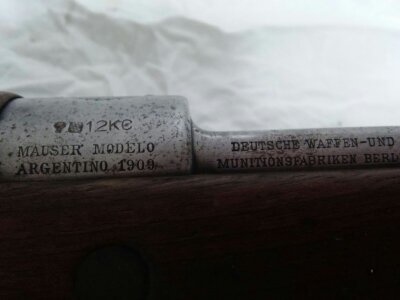 12KC
MAUSER MODELO
ARGENTINO 1909
DEUTSCHE WAFFEN-UND
MUNITIONSFABRIKEN BERL